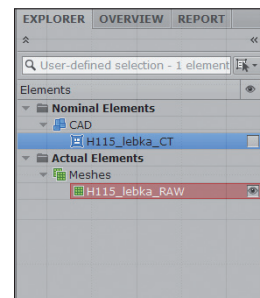 EXPLORER OVERVIEW REPORT
User-defined selection - 1 element
Elements
Nominal Elements
CAD
H115_lebka_CT
Actual Elements
Meshes
H115_lebka_RAW